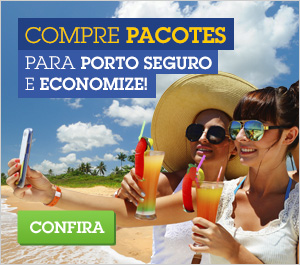 COMPRE PACOTES
PARA PORTO SEGURO
E ECONOMIZE!
CONFIRA